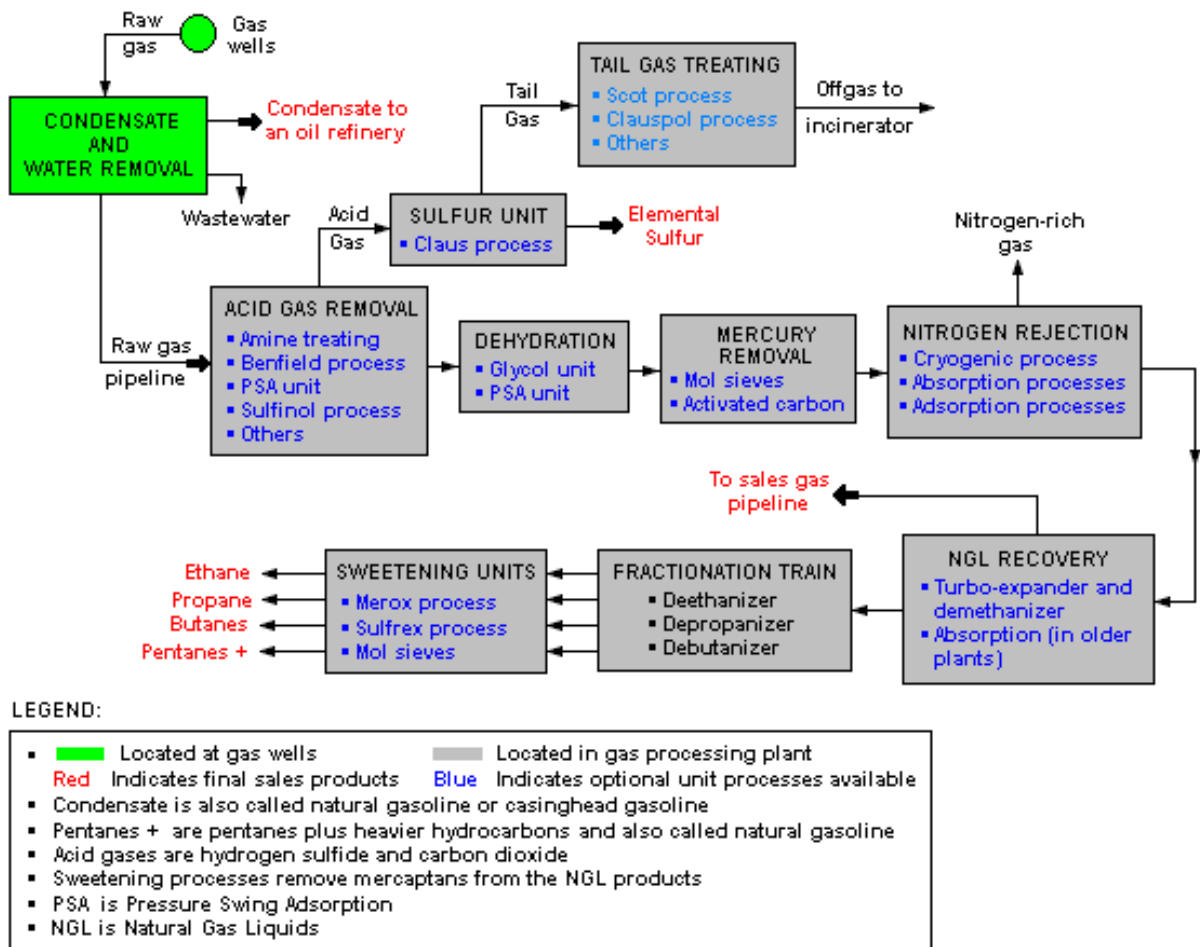 Raw
gas
Gas
wells
CONDENSATE
AND
WATER REMOVAL
Condensate to
an oil refinery
Wastewater
Tail
Gas
TAIL GAS TREATING
▪ Scot process
▪ Clauspol process
▪ Others
Offgas to
incinerator
Acid
Gas
SULFUR UNIT
▪ Claus process
Elemental
Sulfur
Nitrogen-rich
gas
Raw gas
pipeline
ACID GAS REMOVAL
▪ Amine treating
▪ Benfield process
▪ PSA unit
▪ Sulfinol process
▪ Others
DEHYDRATION
▪ Glycol unit
▪ PSA unit
MERCURY
REMOVAL
▪ Mol sieves
▪ Activated carbon
NITROGEN REJECTION
▪ Cryogenic process
▪ Absorption processes
▪ Adsorption processes
To sales gas
pipeline
NGL RECOVERY
▪ Turbo-expander and
demethanizer
▪ Absorption (in older
plants)
FRACTIONATION TRAIN
▪ Deethanizer
▪ Depropanizer
▪ Debutanizer
SWEETENING UNITS
▪ Merox process
▪ Sulfrex process
▪ Mol sieves
Ethane
Propane
Butanes
Pentanes +
LEGEND:
▪ Located at gas wells Located in gas processing plant
Red Indicates final sales products Blue Indicates optional unit processes available
▪ Condensate is also called natural gasoline or casinghead gasoline
▪ Pentanes + are pentanes plus heavier hydrocarbons and also called natural gasoline
▪ Acid gases are hydrogen sulfide and carbon dioxide
▪ Sweetening processes remove mercaptans from the NGL products
▪ PSA is Pressure Swing Adsorption
▪ NGL is Natural Gas Liquids